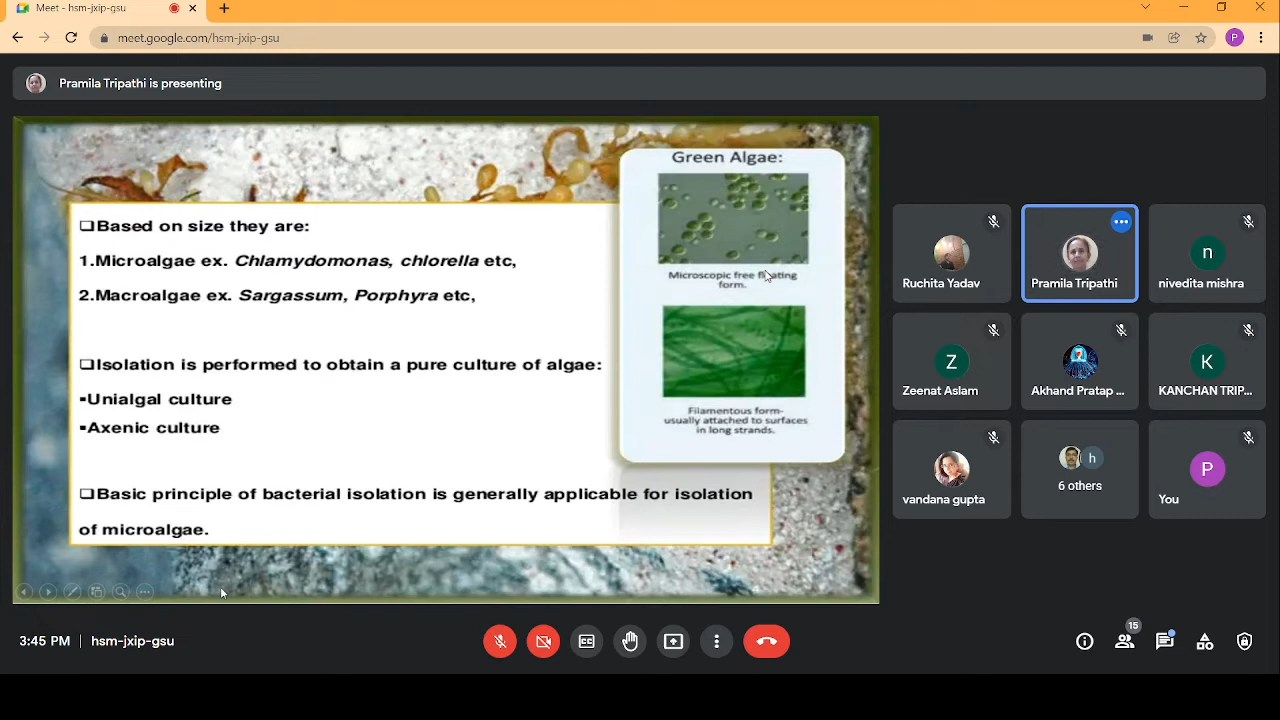 Meet - hsm-jxip-gsu
meet.google.com/hsm-jxip-gsu
P
Pramila Tripathi is presenting
❑Based on size they are:
1.Microalgae ex. Chlamydomonas, chlorella etc,
2.Macroalgae ex. Sargassum, Porphyra etc,
❑Isolation is performed to obtain a pure culture of algae:
▪Unialgal culture
▪Axenic culture
❑Basic principle of bacterial isolation is generally applicable for isolation
of microalgae.
Green Algae:
Microscopic free floating
form.
Filamentous form-
usually attached to surfaces
in long strands.
Ruchita Yadav
Pramila Tripathi
n
nivedita mishra
Z
Zeenat Aslam
Akhand Pratap ...
K
KANCHAN TRIP...
vandana gupta
h
6 others
P
You
3:45 PM | hsm-jxip-gsu
15